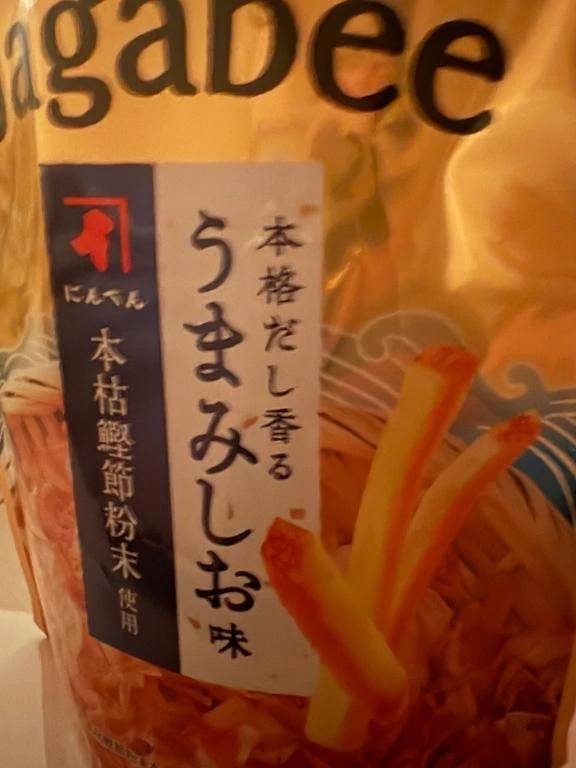 Jagabee
本格だし香る
うまみしお味
にんべん
本枯鰹節粉末使用